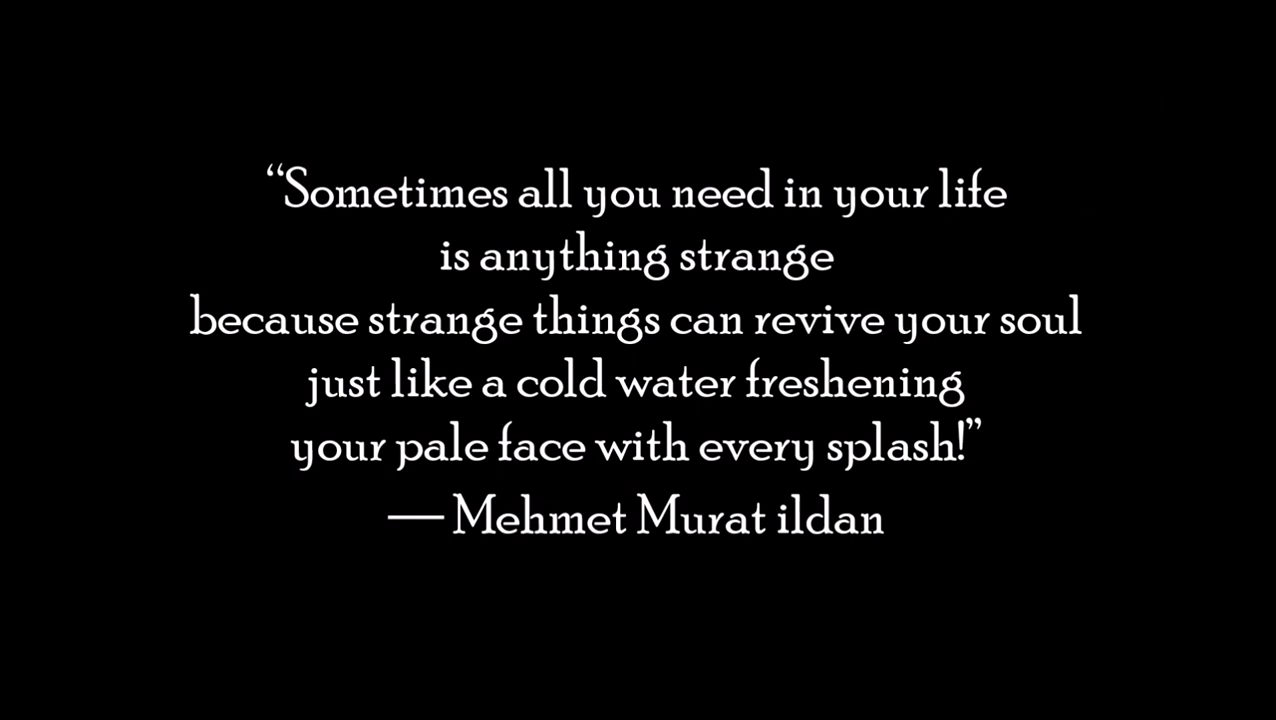 “Sometimes all you need in your life
is anything strange
because strange things can revive your soul
just like a cold water freshening
your pale face with every splash!”
— Mehmet Murat ildan